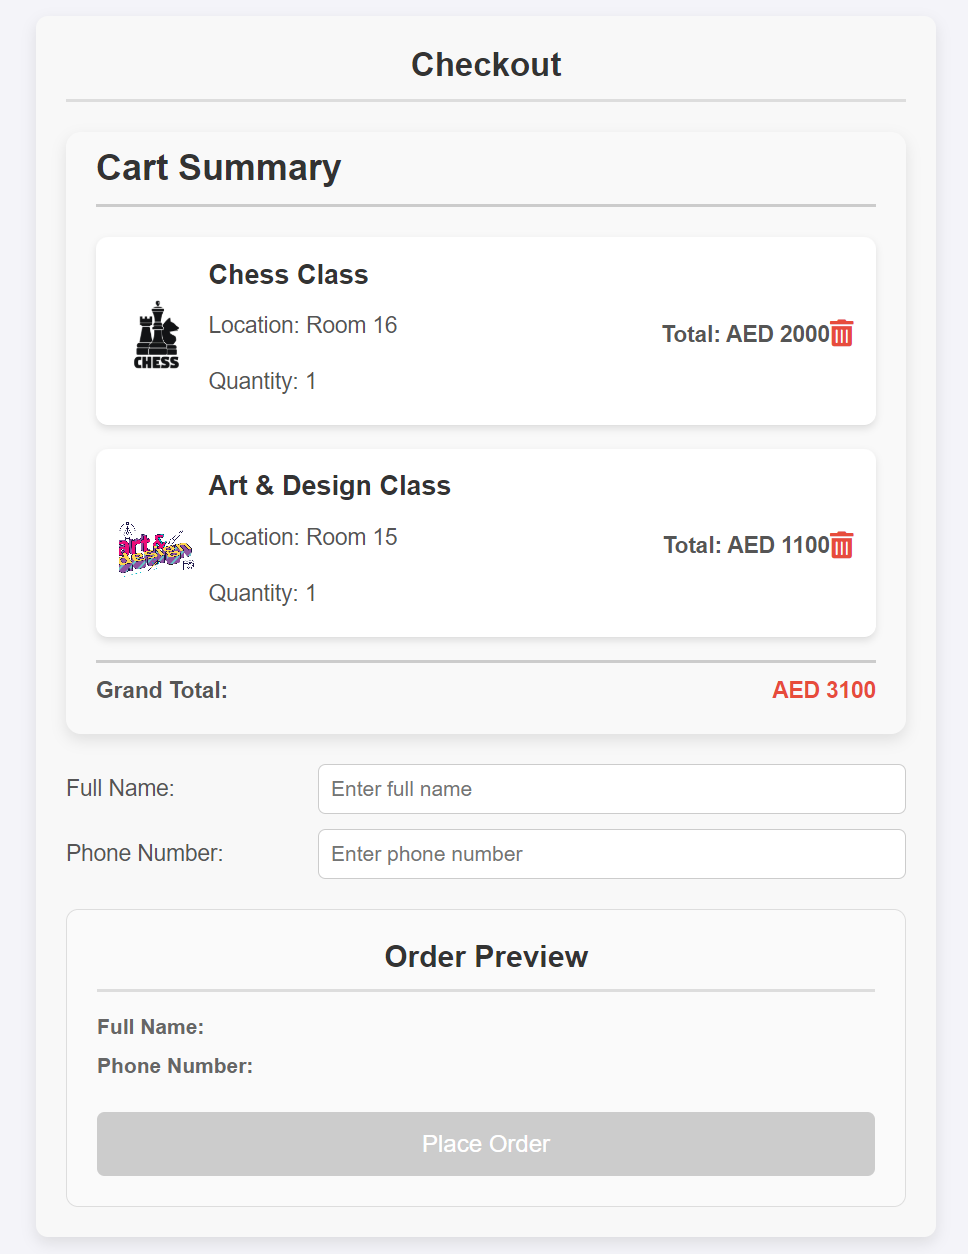 Checkout
Cart Summary
Chess Class
Location: Room 16
Quantity: 1
Total: AED 2000
CHESS
Art & Design Class
Location: Room 15
Quantity: 1
Total: AED 1100
art &
design
Grand Total:
AED 3100
Full Name:
Enter full name
Phone Number:
Enter phone number
Order Preview
Full Name:
Phone Number:
Place Order